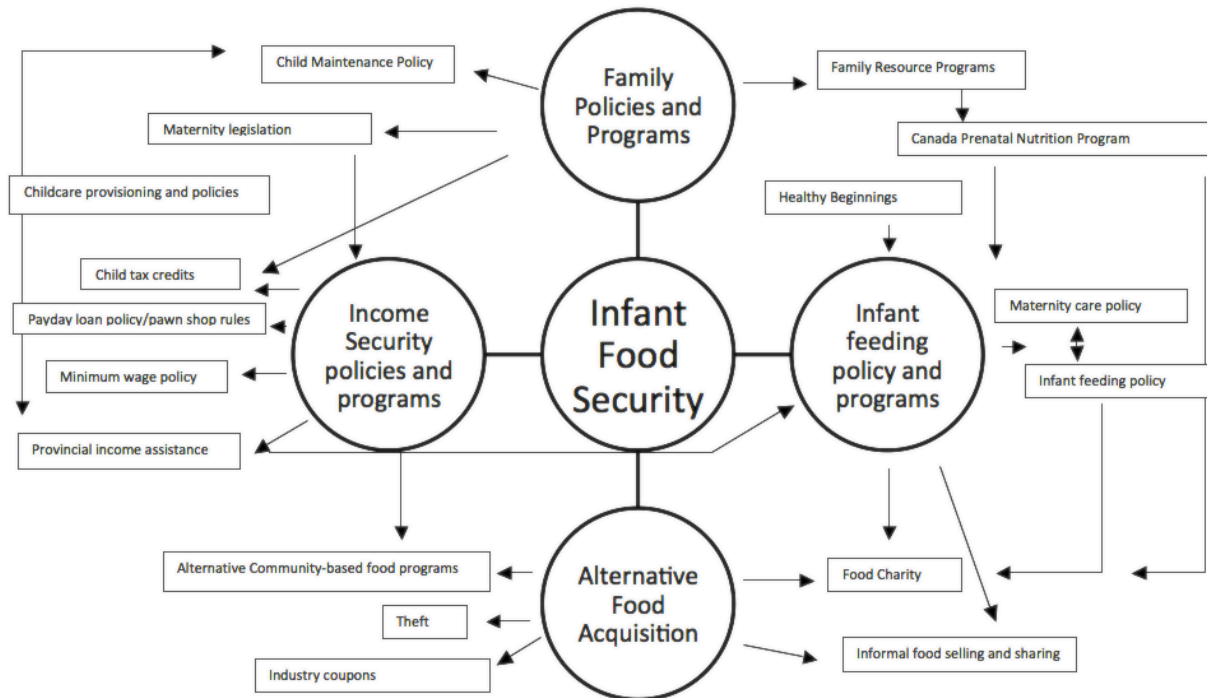 Child Maintenance Policy
Family
Policies and
Programs
Family Resource Programs
Maternity legislation
Canada Prenatal Nutrition Program
Childcare provisioning and policies
Healthy Beginnings
Child tax credits
Payday loan policy/pawn shop rules
Minimum wage policy
Provincial income assistance
Income
Security
policies and
programs
Infant
Food
Security
Infant
feeding
policy and
programs
Maternity care policy
Infant feeding policy
Alternative Community-based food programs
Theft
Industry coupons
Alternative
Food
Acquisition
Food Charity
Informal food selling and sharing